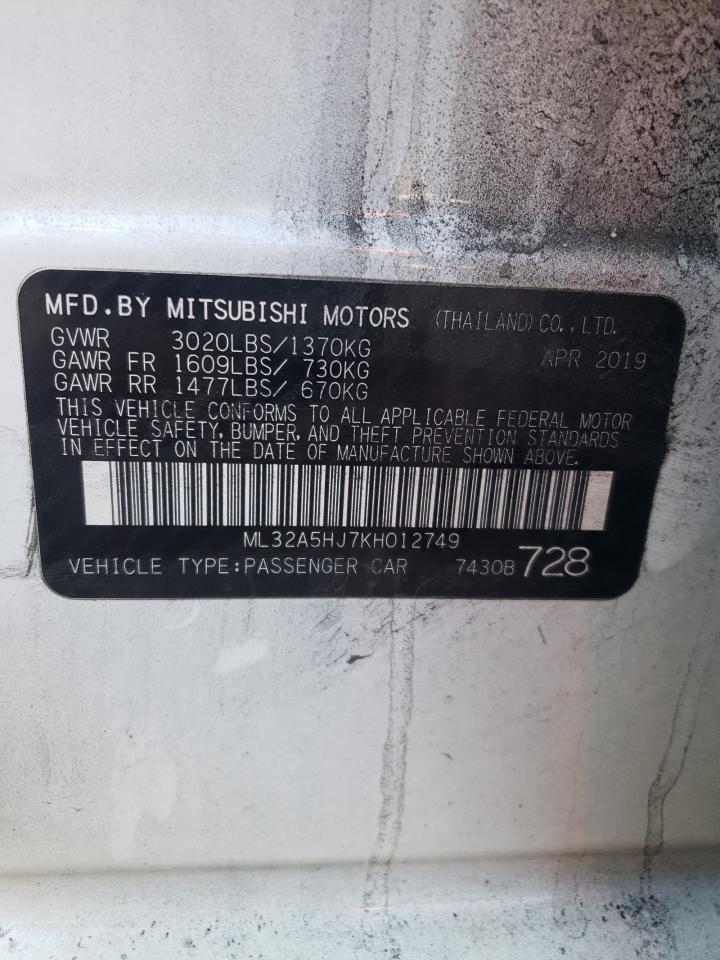 MFD.BY MITSUBISHI MOTORS (THAILAND)CO.,LTD.
GVWR 3020LBS/1370KG APR 2019
GAWR FR 1609LBS/ 730KG
GAWR RR 1477LBS/ 670KG
THIS VEHICLE CONFORMS TO ALL APPLICABLE FEDERAL MOTOR
VEHICLE SAFETY, BUMPER, AND THEFT PREVENTION STANDARDS
IN EFFECT ON THE DATE OF MANUFACTURE SHOWN ABOVE.
ML32A5HJ7KH012749
VEHICLE TYPE:PASSENGER CAR 7430B 728